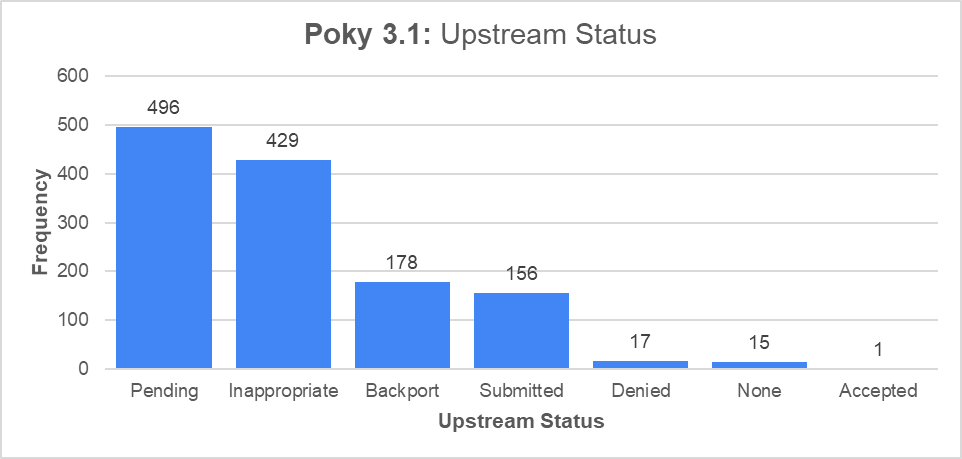 Poky 3.1: Upstream Status
600
500
400
300
200
100
0
Frequency
496
429
178
156
17
15
1
Pending
Inappropriate
Backport
Submitted
Denied
None
Accepted
Upstream Status